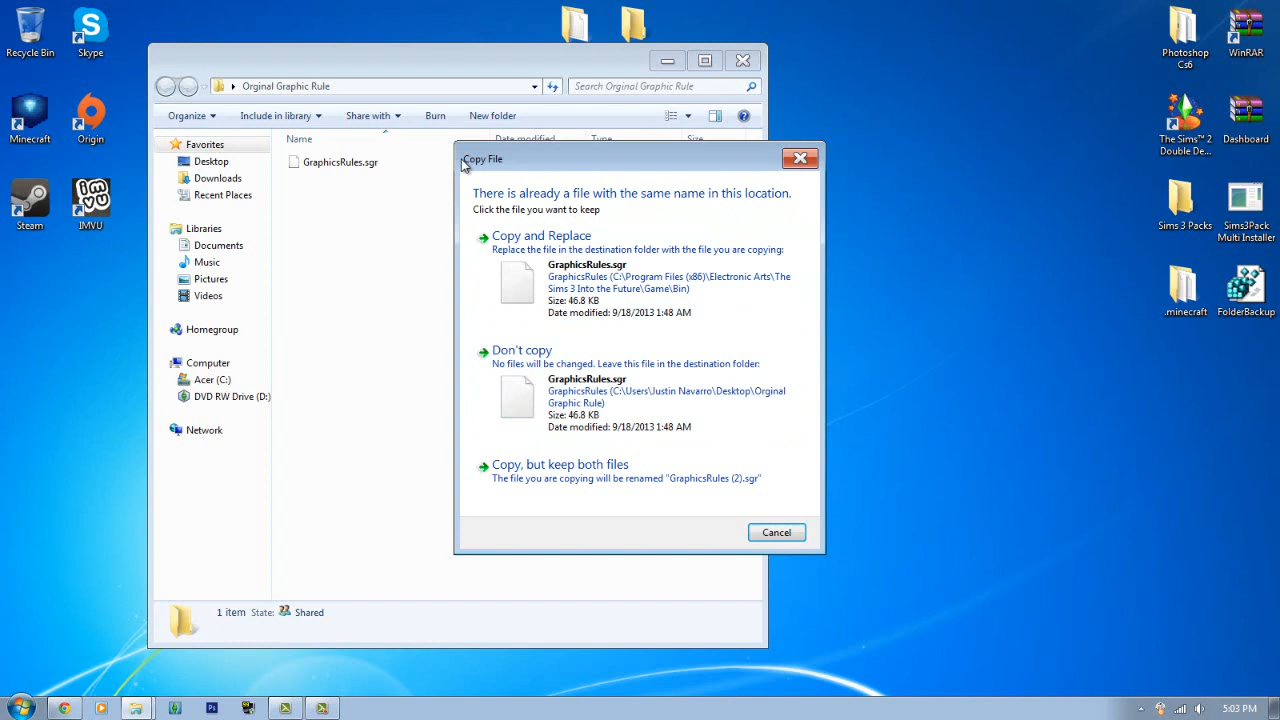 Recycle Bin
Skype
Minecraft
Origin
Steam
IMVU
imvu
Photoshop
Cs6
WinRAR
The Sims™ 2
Double De...
Dashboard
Sims 3 Packs
Sims3Pack
Multi Installer
.minecraft
FolderBackup
Orginal Graphic Rule
Search Orginal Graphic Rule
Organize
Include in library
Share with
Burn
New folder
Name
Date modified
Type
Size
GraphicsRules.sgr
Favorites
Desktop
Downloads
Recent Places
Libraries
Documents
Music
Pictures
Videos
Homegroup
Computer
Acer (C:)
DVD RW Drive (D:)
Network
1 item State: Shared
Copy File
There is already a file with the same name in this location.
Click the file you want to keep
Copy and Replace
Replace the file in the destination folder with the file you are copying:
GraphicsRules.sgr
GraphicsRules (C:\Program Files (x86)\Electronic Arts\The
Sims 3 Into the Future\Game\Bin)
Size: 46.8 KB
Date modified: 9/18/2013 1:48 AM
Don't copy
No files will be changed. Leave this file in the destination folder:
GraphicsRules.sgr
GraphicsRules (C:\Users\Justin Navarro\Desktop\Orginal
Graphic Rule)
Size: 46.8 KB
Date modified: 9/18/2013 1:48 AM
Copy, but keep both files
The file you are copying will be renamed "GraphicsRules (2).sgr"
Cancel
Ps
5:03 PM